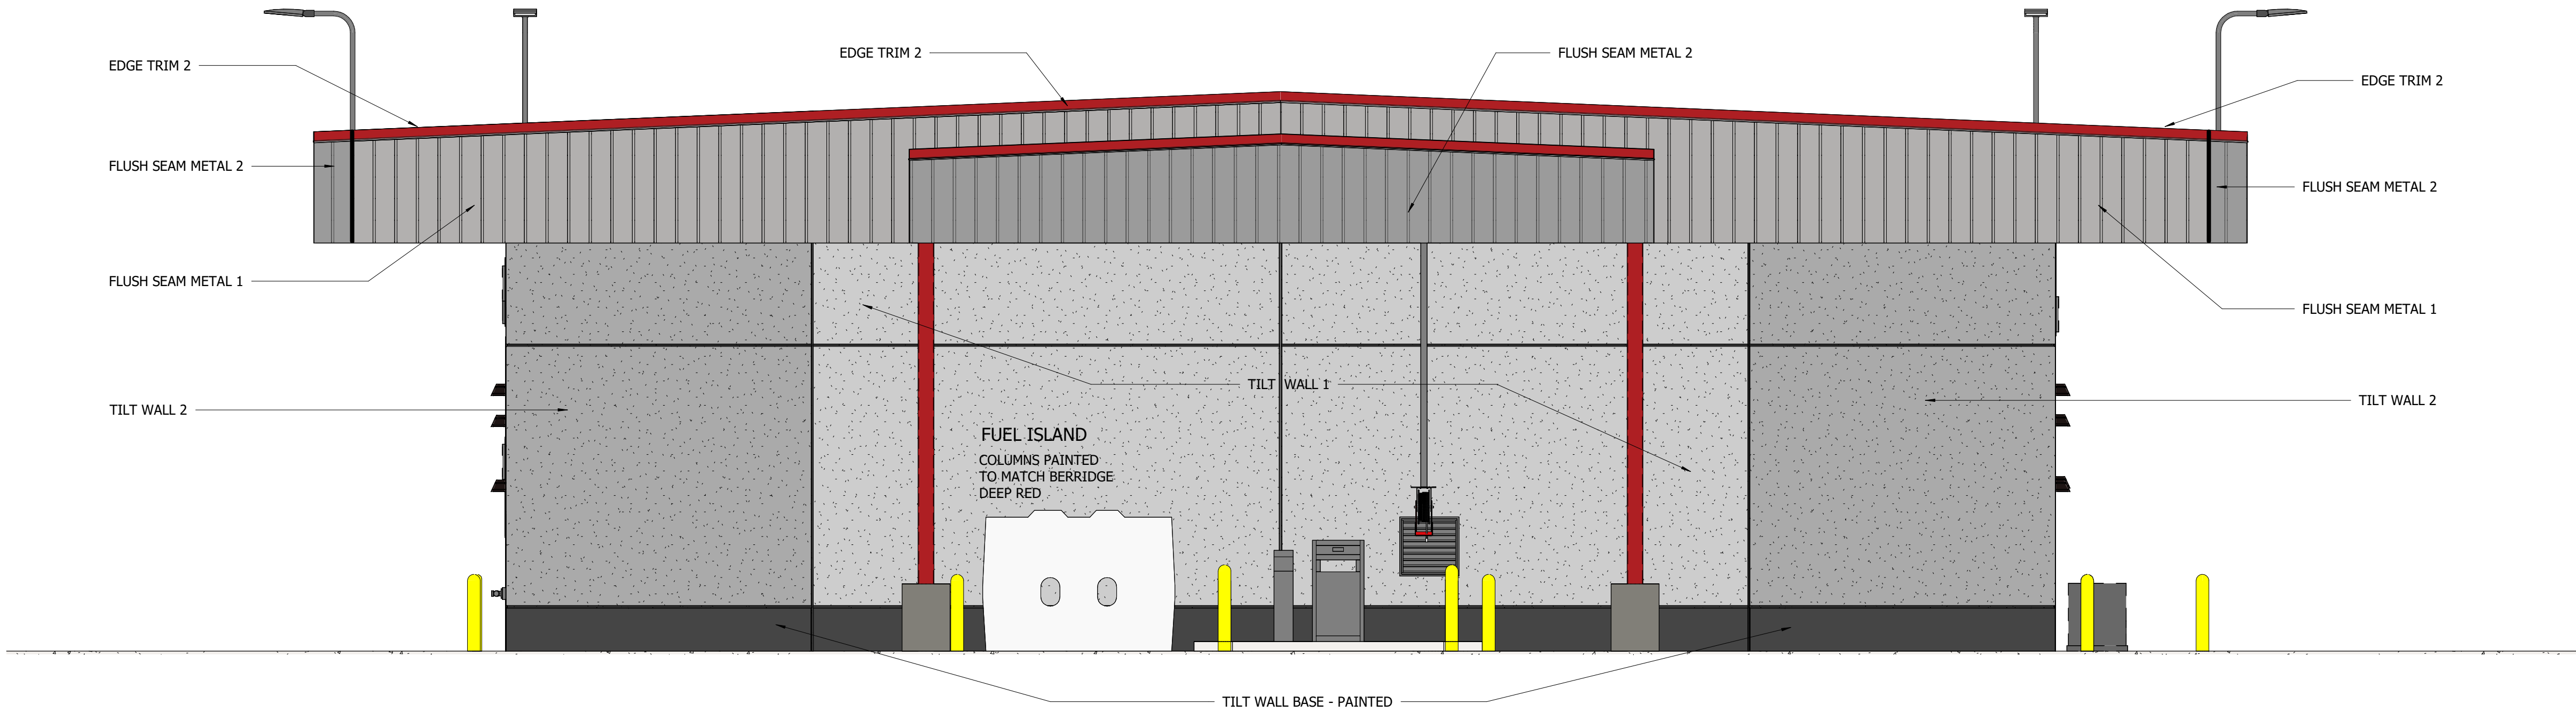 EDGE TRIM 2
EDGE TRIM 2
FLUSH SEAM METAL 2
EDGE TRIM 2
FLUSH SEAM METAL 2
FLUSH SEAM METAL 2
FLUSH SEAM METAL 1
FLUSH SEAM METAL 1
TILT WALL 1
TILT WALL 2
TILT WALL 2
FUEL ISLAND
COLUMNS PAINTED
TO MATCH BERRIDGE
DEEP RED
TILT WALL BASE - PAINTED